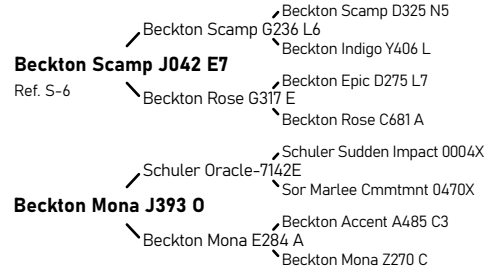 Beckton Scamp D325 N5
Beckton Scamp G236 L6
Beckton Indigo Y406 L
Beckton Scamp J042 E7
Ref. S-6
Beckton Epic D275 L7
Beckton Rose G317 E
Beckton Rose C681 A
Schuler Sudden Impact 0004X
Schuler Oracle-7142E
Sor Marlee Cmmtmnt 0470X
Beckton Mona J393 O
Beckton Accent A485 C3
Beckton Mona E284 A
Beckton Mona Z270 C